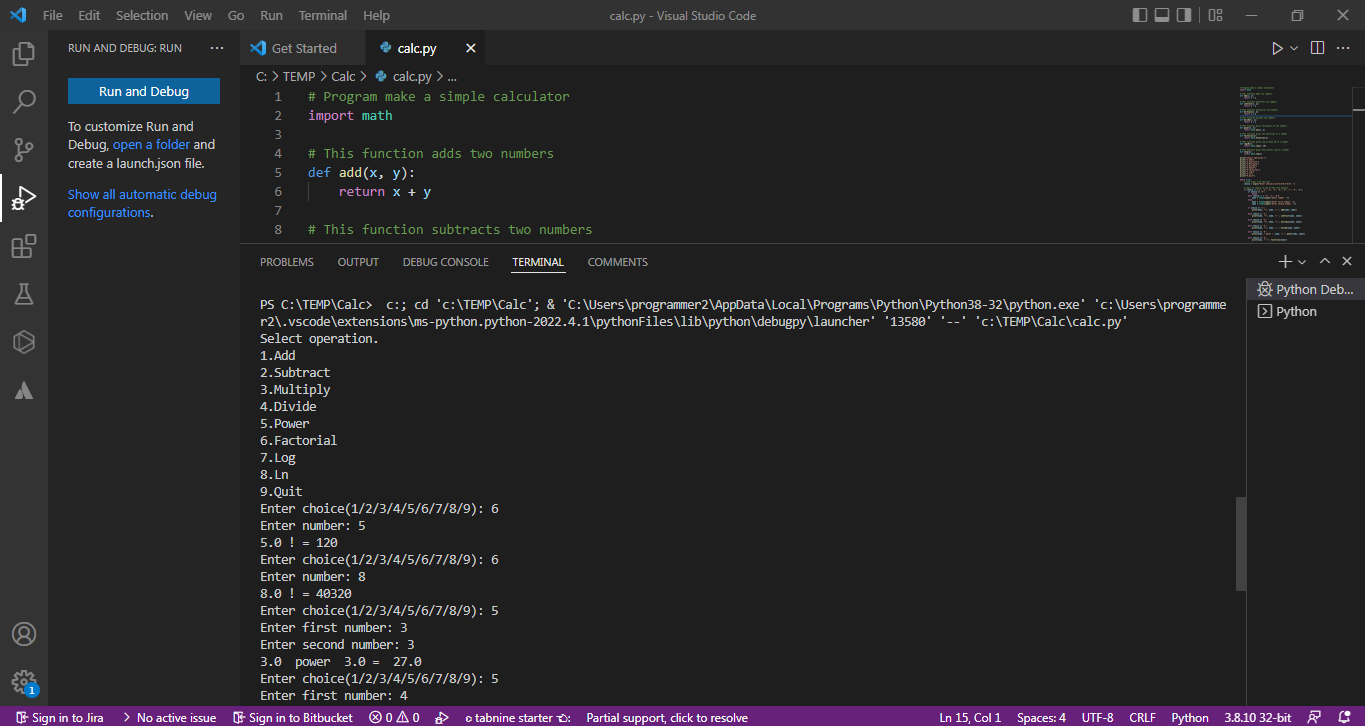 File Edit Selection View Go Run Terminal Help calc.py - Visual Studio Code
RUN AND DEBUG: RUN ··· Get Started calc.py
C: > TEMP > Calc > calc.py > ...
Run and Debug
To customize Run and
Debug, open a folder and
create a launch.json file.
Show all automatic debug
configurations.
1 # Program make a simple calculator
2 import math
3
4 # This function adds two numbers
5 def add(x, y):
6 return x + y
7
8 # This function subtracts two numbers
PROBLEMS OUTPUT DEBUG CONSOLE TERMINAL COMMENTS
Python Deb...
Python
PS C:\TEMP\Calc>  c:; cd 'c:\TEMP\Calc'; & 'C:\Users\programmer2\AppData\Local\Programs\Python\Python38-32\python.exe' 'c:\Users\programme
r2\.vscode\extensions\ms-python.python-2022.4.1\pythonFiles\lib\python\debugpy\launcher' '13580' '--' 'c:\TEMP\Calc\calc.py'
Select operation.
1.Add
2.Subtract
3.Multiply
4.Divide
5.Power
6.Factorial
7.Log
8.Ln
9.Quit
Enter choice(1/2/3/4/5/6/7/8/9): 6
Enter number: 5
5.0 ! = 120
Enter choice(1/2/3/4/5/6/7/8/9): 6
Enter number: 8
8.0 ! = 40320
Enter choice(1/2/3/4/5/6/7/8/9): 5
Enter first number: 3
Enter second number: 3
3.0  power  3.0 =  27.0
Enter choice(1/2/3/4/5/6/7/8/9): 5
Enter first number: 4
1
Sign in to Jira > No active issue Sign in to Bitbucket 0 0 tabnine starter Partial support, click to resolve Ln 15, Col 1 Spaces: 4 UTF-8 CRLF Python 3.8.10 32-bit